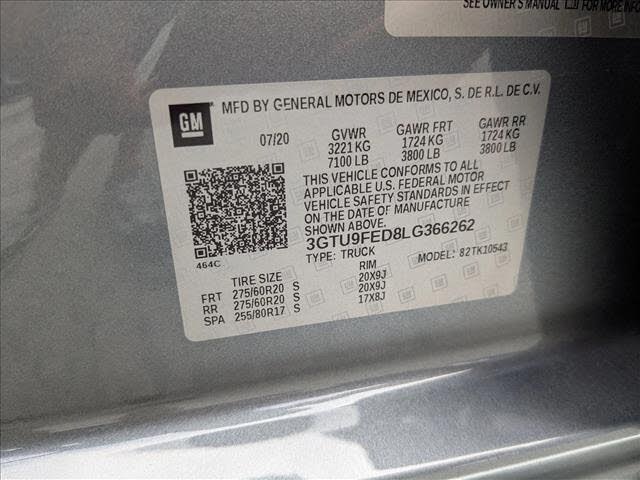 SEE OWNER'S MANUAL FOR MORE INFO
GM
MFD BY GENERAL MOTORS DE MEXICO, S. DE R.L. DE C.V.
07/20 GVWR GAWR FRT GAWR RR
3221 KG 1724 KG 1724 KG
7100 LB 3800 LB 3800 LB
THIS VEHICLE CONFORMS TO ALL
APPLICABLE U.S. FEDERAL MOTOR
VEHICLE SAFETY STANDARDS IN EFFECT
ON THE DATE OF MANUFACTURE
3GTU9FED8LG366262
TYPE: TRUCK MODEL: 82TK10543
464C
TIRE SIZE RIM
FRT 275/60R20 S 20X9J
RR 275/60R20 S 20X9J
SPA 255/80R17 S 17X8J